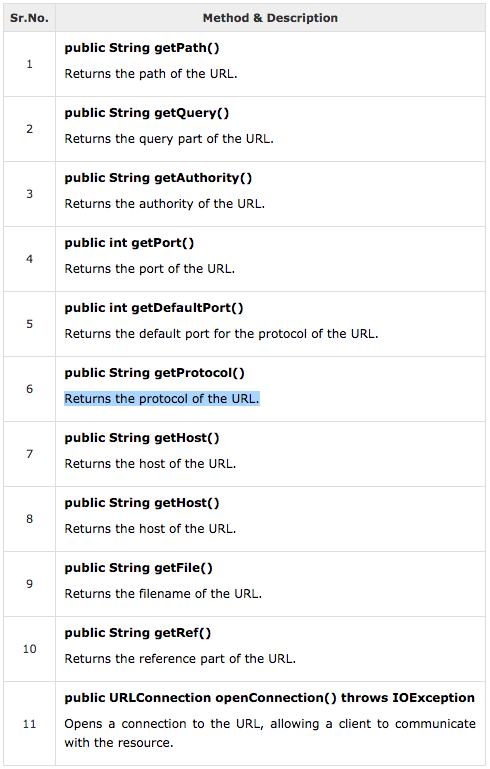 Sr.No. Method & Description
1 public String getPath()
Returns the path of the URL.
2 public String getQuery()
Returns the query part of the URL.
3 public String getAuthority()
Returns the authority of the URL.
4 public int getPort()
Returns the port of the URL.
5 public int getDefaultPort()
Returns the default port for the protocol of the URL.
6 public String getProtocol()
Returns the protocol of the URL.
7 public String getHost()
Returns the host of the URL.
8 public String getHost()
Returns the host of the URL.
9 public String getFile()
Returns the filename of the URL.
10 public String getRef()
Returns the reference part of the URL.
11 public URLConnection openConnection() throws IOException
Opens a connection to the URL, allowing a client to communicate
with the resource.